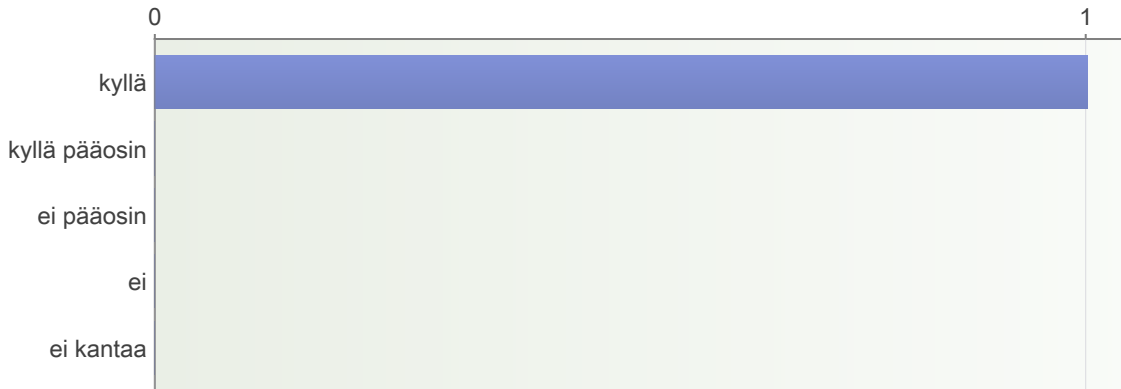 0 1
kyllä
kyllä pääosin
ei pääosin
ei
ei kantaa